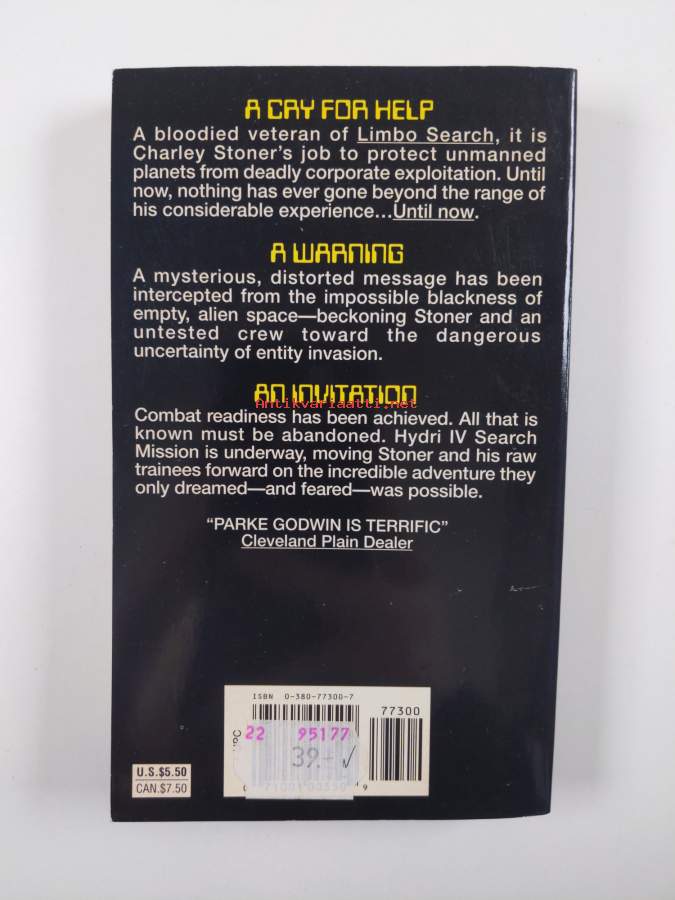 A CRY FOR HELP
A bloodied veteran of Limbo Search, it is
Charley Stoner's job to protect unmanned
planets from deadly corporate exploitation. Until
now, nothing has ever gone beyond the range of
his considerable experience...Until now.
A WARNING
A mysterious, distorted message has been
intercepted from the impossible blackness of
empty, alien space—beckoning Stoner and an
untested crew toward the dangerous
uncertainty of entity invasion.
AN INVITATION
Antikvariaatti.net
Combat readiness has been achieved. All that is
known must be abandoned. Hydri IV Search
Mission is underway, moving Stoner and his raw
trainees forward on the incredible adventure they
only dreamed—and feared—was possible.
"PARKE GODWIN IS TERRIFIC"
Cleveland Plain Dealer
ISBN 0-380-77300-7
77300
22 95177
39.- ✓
U.S.$5.50
CAN.$7.50
0
9